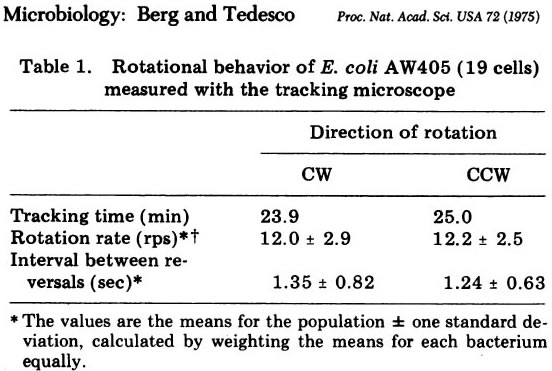 Microbiology: Berg and Tedesco Proc. Nat. Acad. Sci. USA 72 (1975)
Table 1. Rotational behavior of E. coli AW405 (19 cells)
measured with the tracking microscope
Direction of rotation
CW CCW
Tracking time (min) 23.9 25.0
Rotation rate (rps)*† 12.0 ± 2.9 12.2 ± 2.5
Interval between re-
versals (sec)* 1.35 ± 0.82 1.24 ± 0.63
* The values are the means for the population ± one standard de-
viation, calculated by weighting the means for each bacterium
equally.